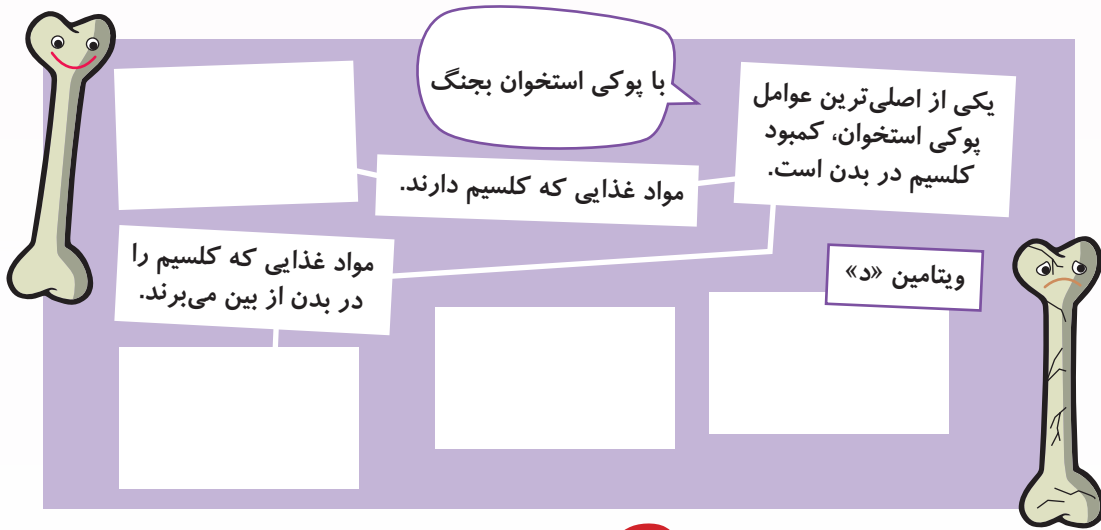 با پوکی استخوان بجنگ
یکی از اصلی‌ترین عوامل
پوکی استخوان، کمبود
کلسیم در بدن است.
مواد غذایی که کلسیم دارند.
مواد غذایی که کلسیم را
در بدن از بین می‌برند.
ویتامین «د»